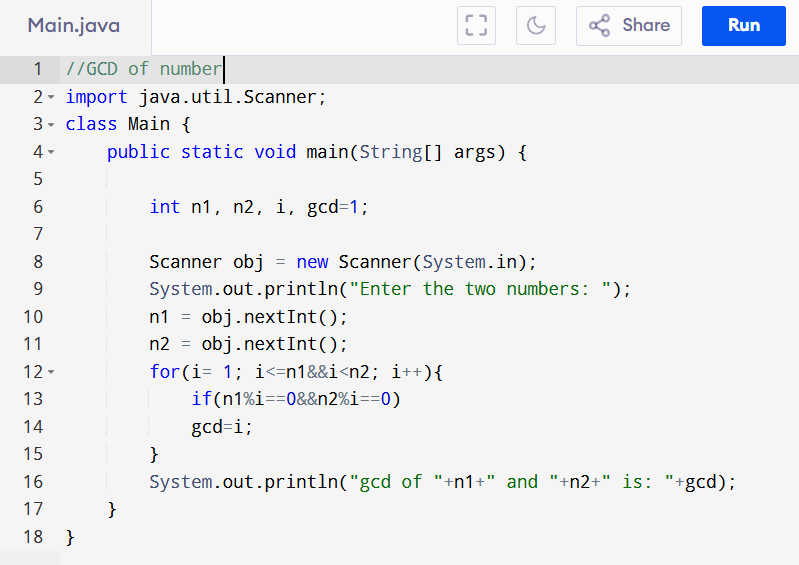 Main.java
Share
Run
1 //GCD of number
2 import java.util.Scanner;
3 class Main {
4     public static void main(String[] args) {
5
6         int n1, n2, i, gcd=1;
7
8         Scanner obj = new Scanner(System.in);
9         System.out.println("Enter the two numbers: ");
10         n1 = obj.nextInt();
11         n2 = obj.nextInt();
12         for(i= 1; i<=n1&&i<n2; i++){
13             if(n1%i==0&&n2%i==0)
14             gcd=i;
15         }
16         System.out.println("gcd of "+n1+" and "+n2+" is: "+gcd);
17     }
18 }